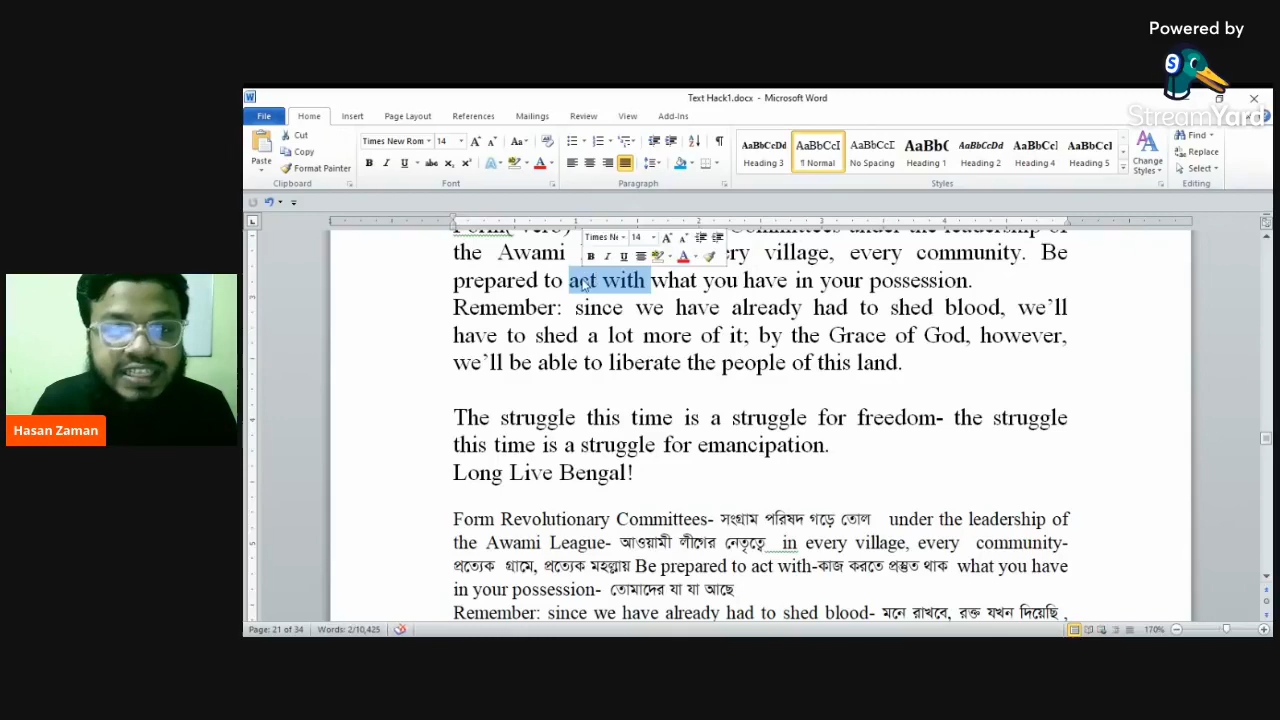 Powered by
StreamYard
Text Hack1.docx - Microsoft Word
File Home Insert Page Layout References Mailings Review View Add-Ins
Paste
Cut
Copy
Format Painter
Clipboard
Times New Rom 14
Font
Paragraph
AaBbCcDd AaBbCcI AaBbCcI AaBbC AaBbCcDd AaBbCc AaBbCc
Heading 3 ¶ Normal No Spacing Heading 1 Heading 2 Heading 4 Heading 5
Styles
Change
Styles
Find
Replace
Select
Editing
Times N 14
Committees under the leadership of
the Awami ery village, every community. Be
prepared to act with what you have in your possession.
Remember: since we have already had to shed blood, we’ll
have to shed a lot more of it; by the Grace of God, however,
we’ll be able to liberate the people of this land.
The struggle this time is a struggle for freedom- the struggle
this time is a struggle for emancipation.
Long Live Bengal!
Form Revolutionary Committees- সংগ্রাম পরিষদ গড়ে তোল under the leadership of
the Awami League- আওয়ামী লীগের নেতৃত্বে in every village, every community-
প্রত্যেক গ্রামে, প্রত্যেক মহল্লায় Be prepared to act with-কাজ করতে প্রস্তুত থাক what you have
in your possession- তোমাদের যা যা আছে
Remember: since we have already had to shed blood- মনে রাখবে, রক্ত যখন দিয়েছি ,
Page: 21 of 34 Words: 2/10,425 170%
Hasan Zaman